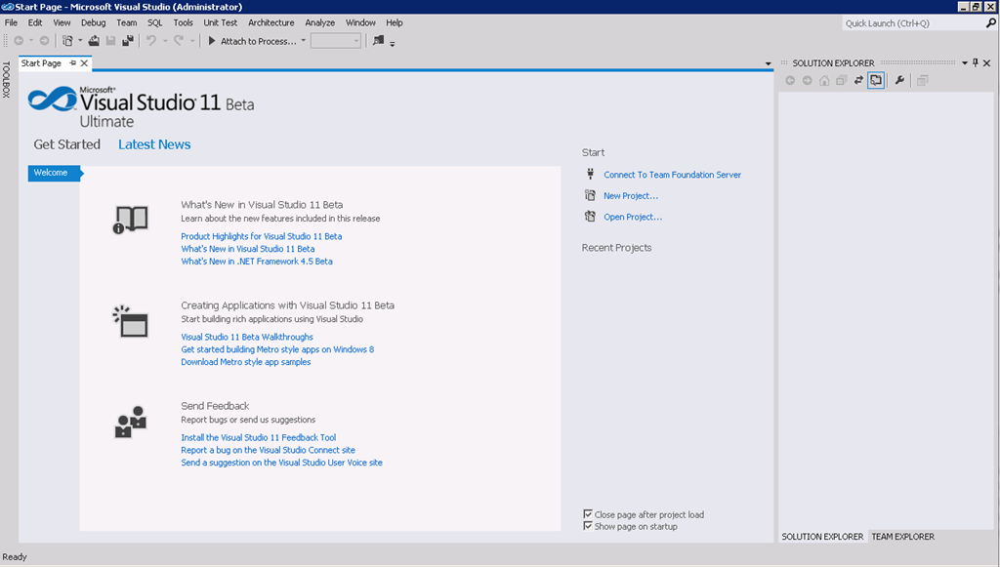 Start Page - Microsoft Visual Studio (Administrator)
File Edit View Debug Team SQL Tools Unit Test Architecture Analyze Window Help
Quick Launch (Ctrl+Q)
Attach to Process...
TOOLBOX
Start Page
SOLUTION EXPLORER
Microsoft®
Visual Studio 11 Beta
Ultimate
Get Started Latest News
Welcome
What's New in Visual Studio 11 Beta
Learn about the new features included in this release
Product Highlights for Visual Studio 11 Beta
What's New in Visual Studio 11 Beta
What's New in .NET Framework 4.5 Beta
Creating Applications with Visual Studio 11 Beta
Start building rich applications using Visual Studio
Visual Studio 11 Beta Walkthroughs
Get started building Metro style apps on Windows 8
Download Metro style app samples
Send Feedback
Report bugs or send us suggestions
Install the Visual Studio 11 Feedback Tool
Report a bug on the Visual Studio Connect site
Send a suggestion on the Visual Studio User Voice site
Start
Connect To Team Foundation Server
New Project...
Open Project...
Recent Projects
Close page after project load
Show page on startup
SOLUTION EXPLORER TEAM EXPLORER
Ready